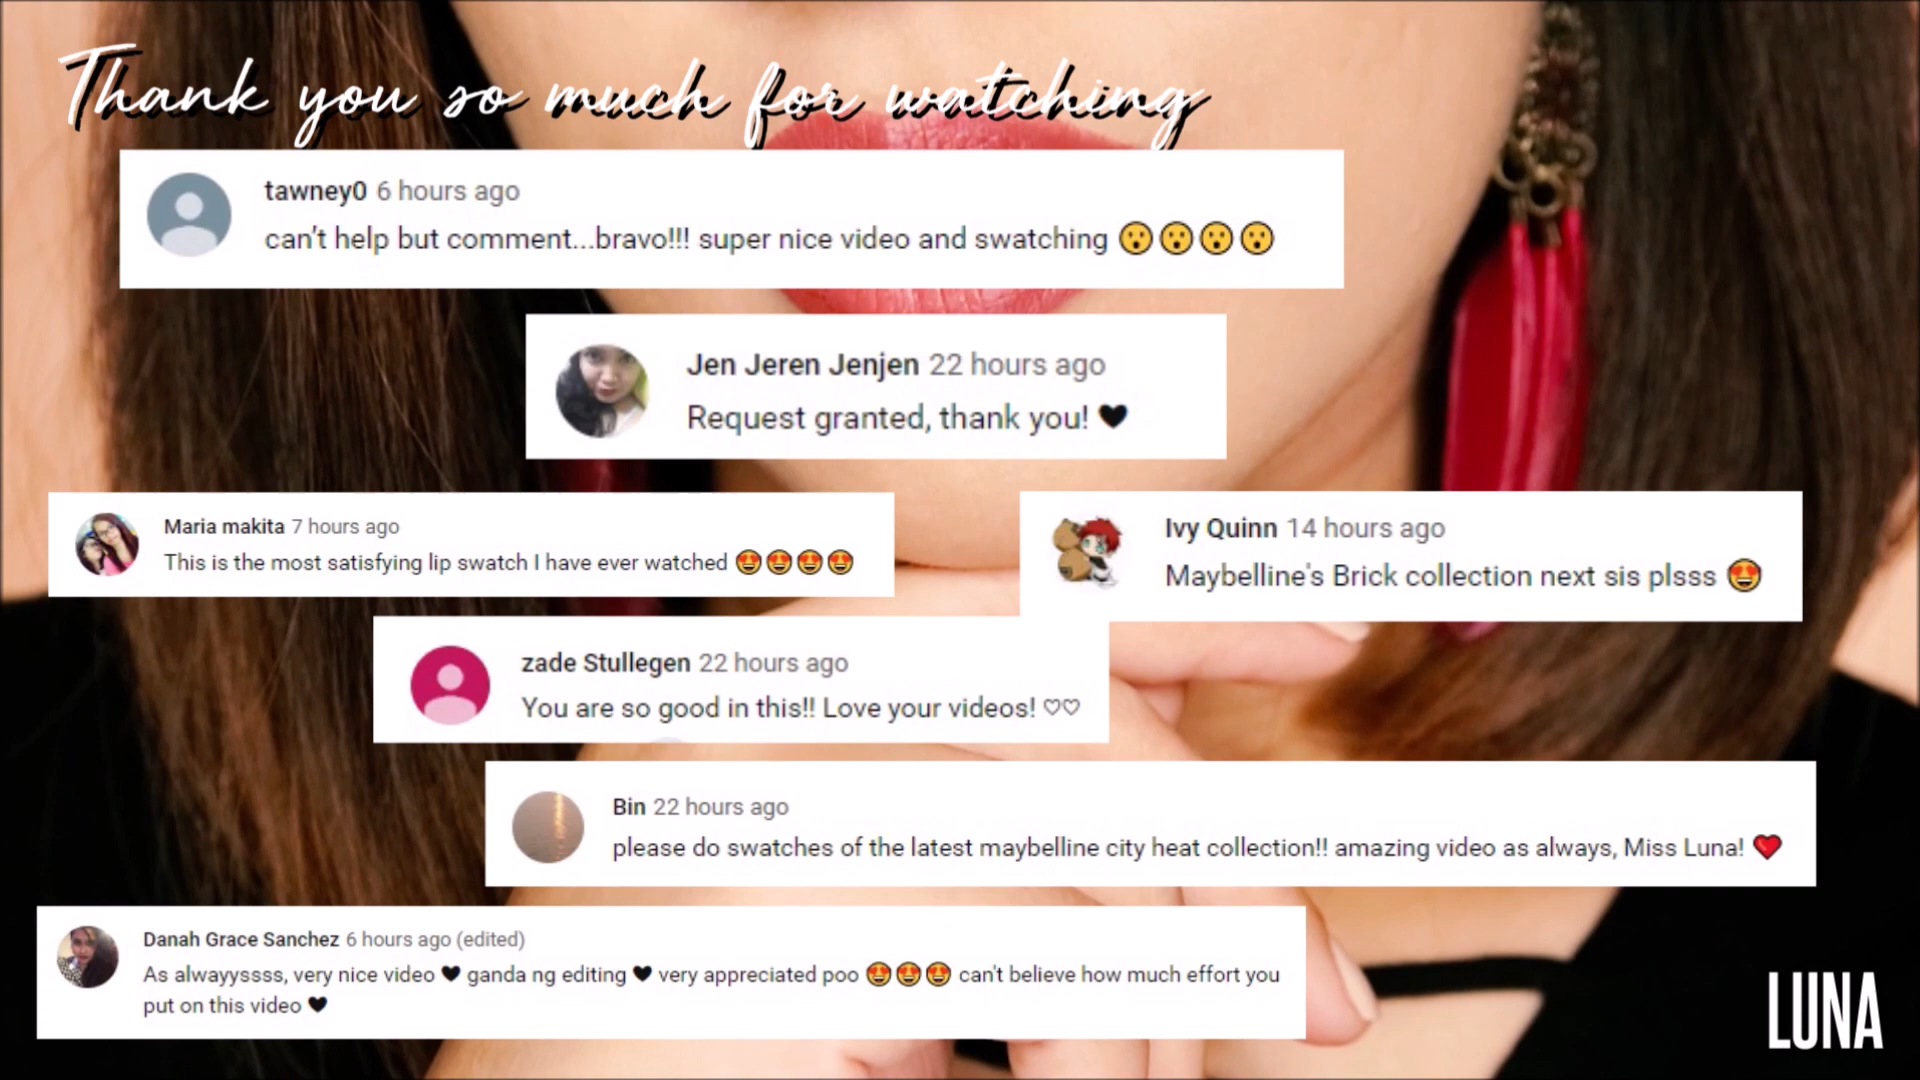 Thank you so much for watching
tawney0 6 hours ago
can't help but comment...bravo!!! super nice video and swatching 😮😮😮😮
Jen Jeren Jenjen 22 hours ago
Request granted, thank you! 🖤
Maria makita 7 hours ago
This is the most satisfying lip swatch I have ever watched 😍😍😍😍
Ivy Quinn 14 hours ago
Maybelline's Brick collection next sis plsss 😍
zade Stullegen 22 hours ago
You are so good in this!! Love your videos! ♡♡
Bin 22 hours ago
please do swatches of the latest maybelline city heat collection!! amazing video as always, Miss Luna! ❤️
Danah Grace Sanchez 6 hours ago (edited)
As alwayyssss, very nice video 🖤 ganda ng editing 🖤 very appreciated poo 😍😍😍 can't believe how much effort you
put on this video 🖤
LUNA